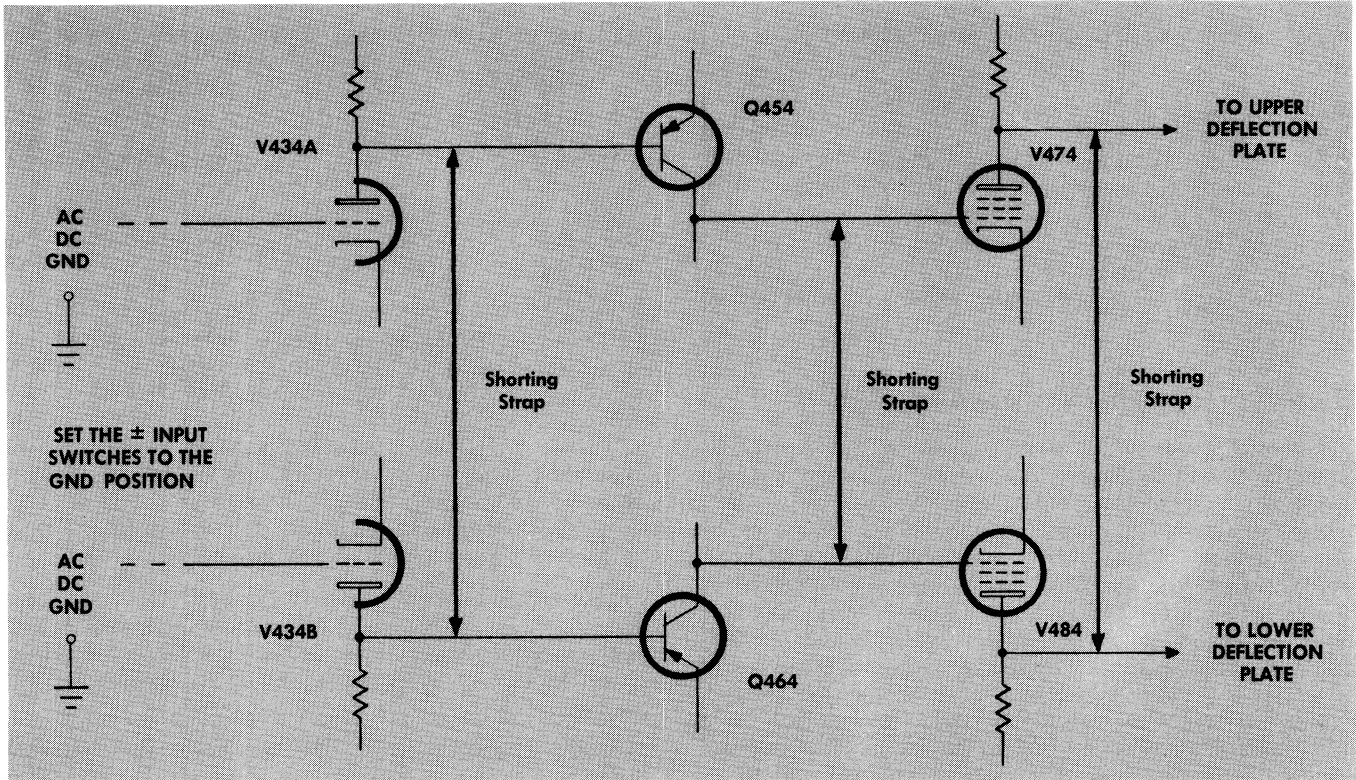 Q454
TO UPPER
DEFLECTION
PLATE
V434A
V474
AC
DC
GND
Shorting
Strap
Shorting
Strap
Shorting
Strap
SET THE ± INPUT
SWITCHES TO THE
GND POSITION
AC
DC
GND
V434B
V484
TO LOWER
DEFLECTION
PLATE
Q464